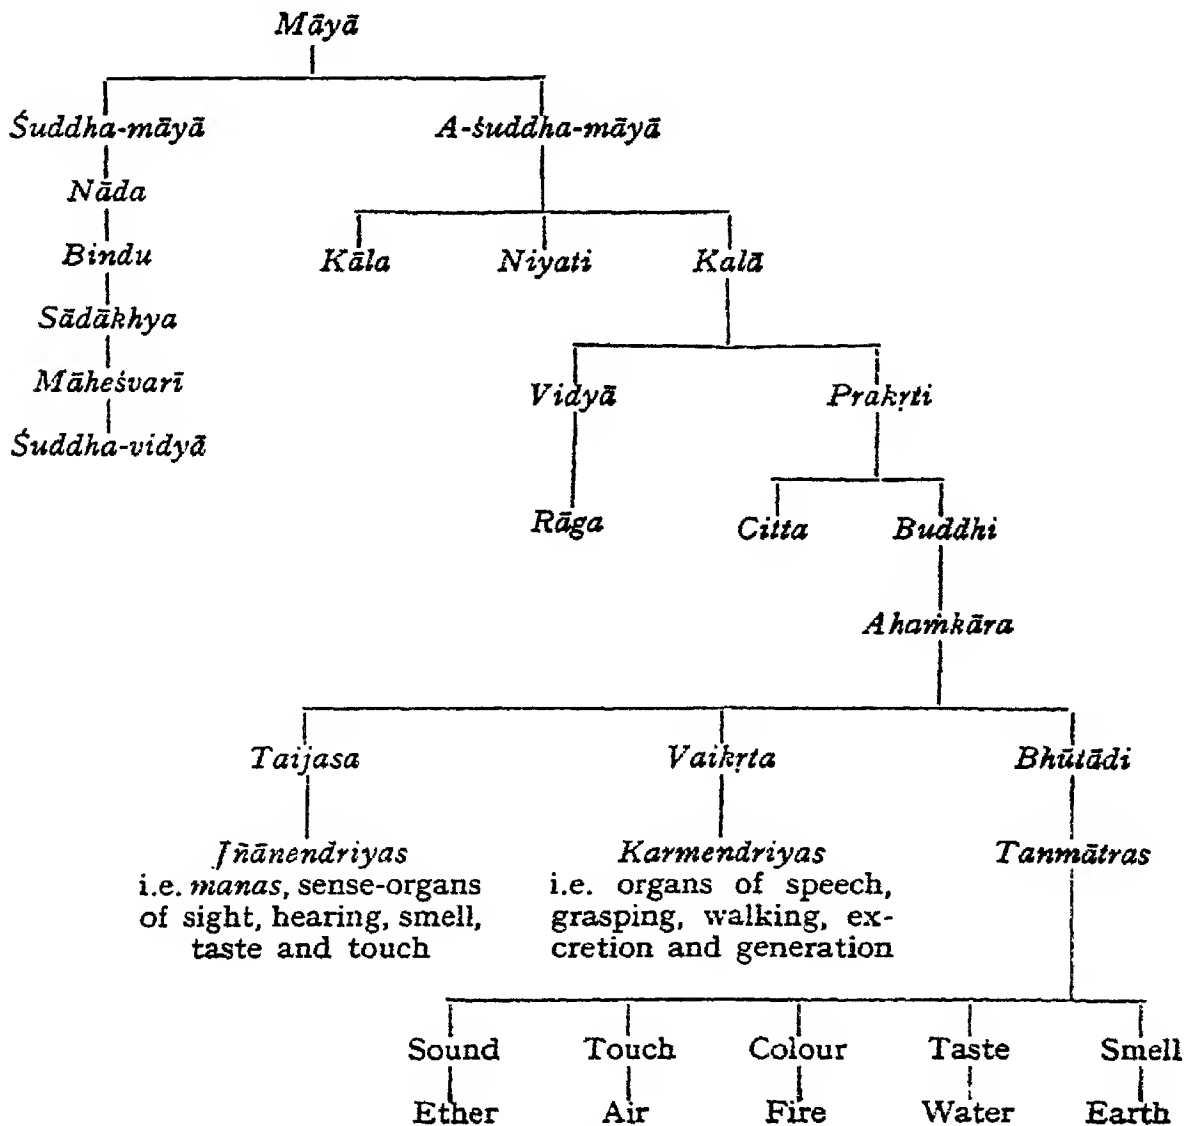 Māyā
Śuddha-māyā A-śuddha-māyā
Nāda
Bindu Kāla Niyati Kalā
Sādākhya
Māheśvarī Vidyā Prakṛti
Śuddha-vidyā
Rāga Citta Buddhi
Ahaṁkāra
Taijasa Vaikṛta Bhūtādi
Jñānendriyas
i.e. manas, sense-organs
of sight, hearing, smell,
taste and touch
Karmendriyas
i.e. organs of speech,
grasping, walking, ex-
cretion and generation
Tanmātras
Sound Touch Colour Taste Smell
Ether Air Fire Water Earth